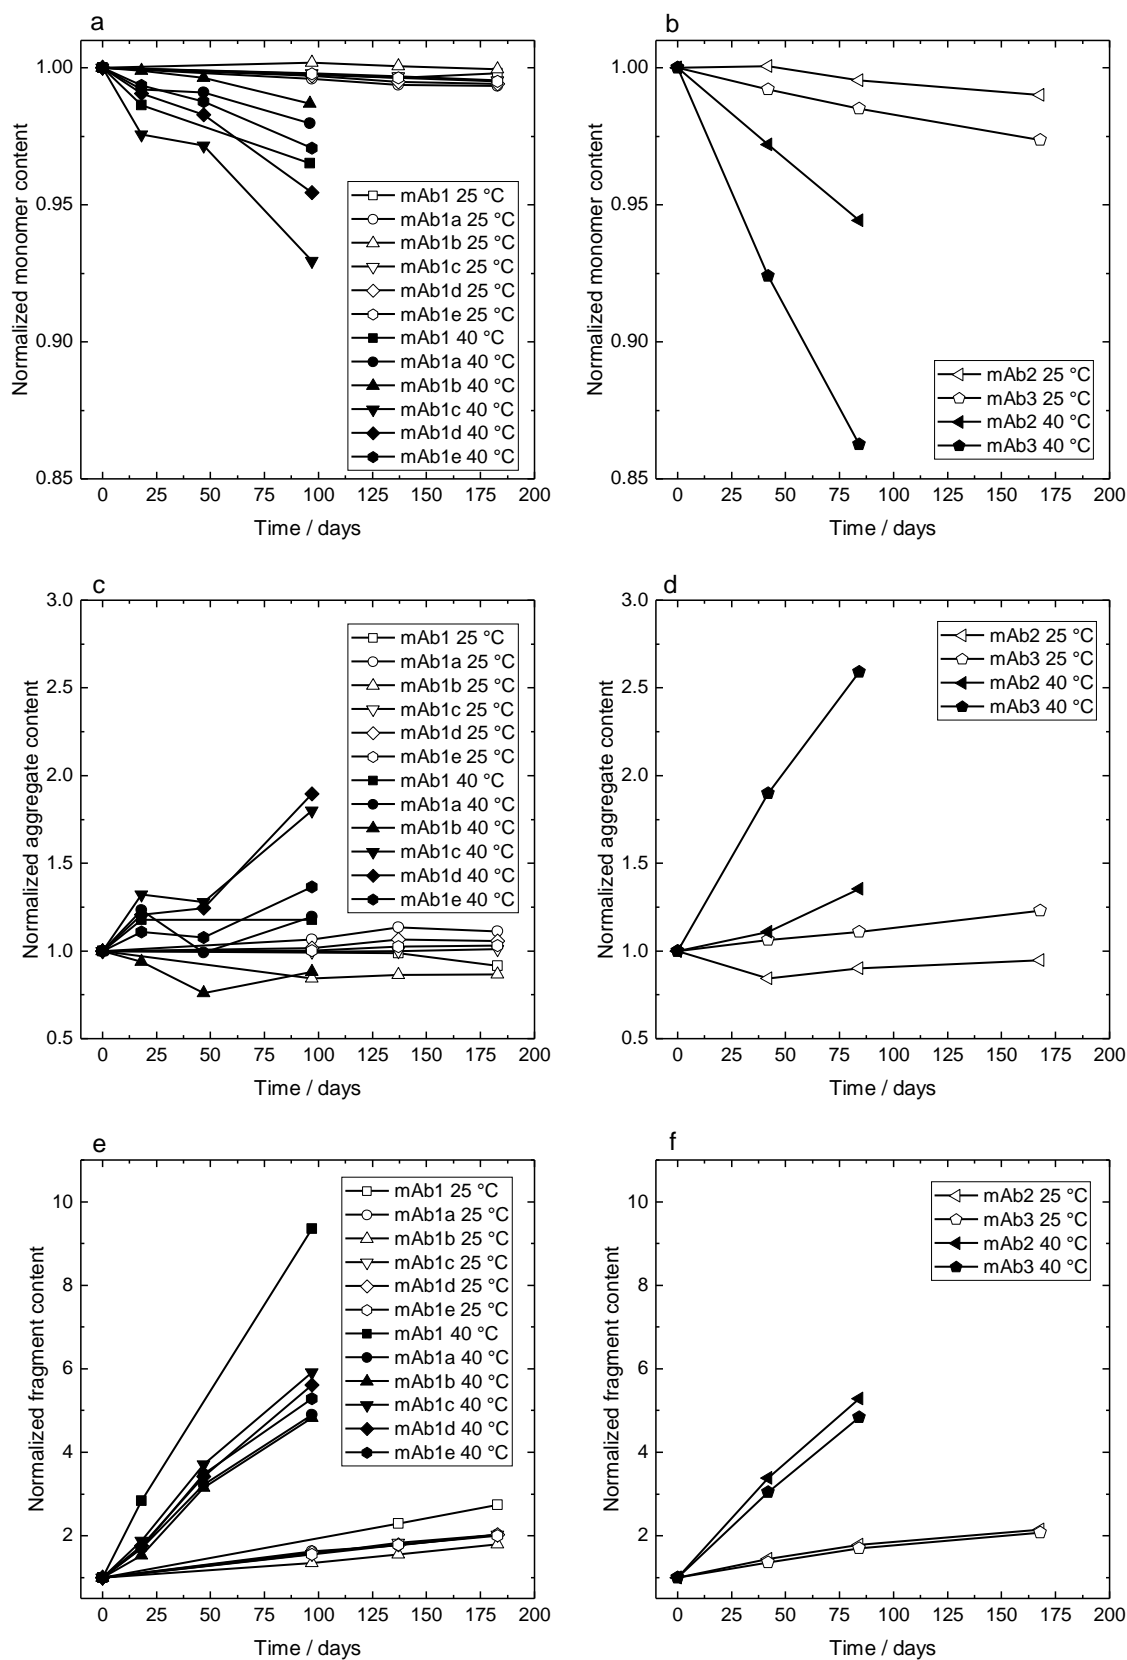 a
Normalized monomer content
1.00
0.95
0.90
0.85
mAb1 25 °C
mAb1a 25 °C
mAb1b 25 °C
mAb1c 25 °C
mAb1d 25 °C
mAb1e 25 °C
mAb1 40 °C
mAb1a 40 °C
mAb1b 40 °C
mAb1c 40 °C
mAb1d 40 °C
mAb1e 40 °C
0 25 50 75 100 125 150 175 200
Time / days
b
Normalized monomer content
1.00
0.95
0.90
0.85
mAb2 25 °C
mAb3 25 °C
mAb2 40 °C
mAb3 40 °C
0 25 50 75 100 125 150 175 200
Time / days
c
Normalized aggregate content
3.0
2.5
2.0
1.5
1.0
0.5
mAb1 25 °C
mAb1a 25 °C
mAb1b 25 °C
mAb1c 25 °C
mAb1d 25 °C
mAb1e 25 °C
mAb1 40 °C
mAb1a 40 °C
mAb1b 40 °C
mAb1c 40 °C
mAb1d 40 °C
mAb1e 40 °C
0 25 50 75 100 125 150 175 200
Time / days
d
Normalized aggregate content
3.0
2.5
2.0
1.5
1.0
0.5
mAb2 25 °C
mAb3 25 °C
mAb2 40 °C
mAb3 40 °C
0 25 50 75 100 125 150 175 200
Time / days
e
Normalized fragment content
10
8
6
4
2
mAb1 25 °C
mAb1a 25 °C
mAb1b 25 °C
mAb1c 25 °C
mAb1d 25 °C
mAb1e 25 °C
mAb1 40 °C
mAb1a 40 °C
mAb1b 40 °C
mAb1c 40 °C
mAb1d 40 °C
mAb1e 40 °C
0 25 50 75 100 125 150 175 200
Time / days
f
Normalized fragment content
10
8
6
4
2
mAb2 25 °C
mAb3 25 °C
mAb2 40 °C
mAb3 40 °C
0 25 50 75 100 125 150 175 200
Time / days